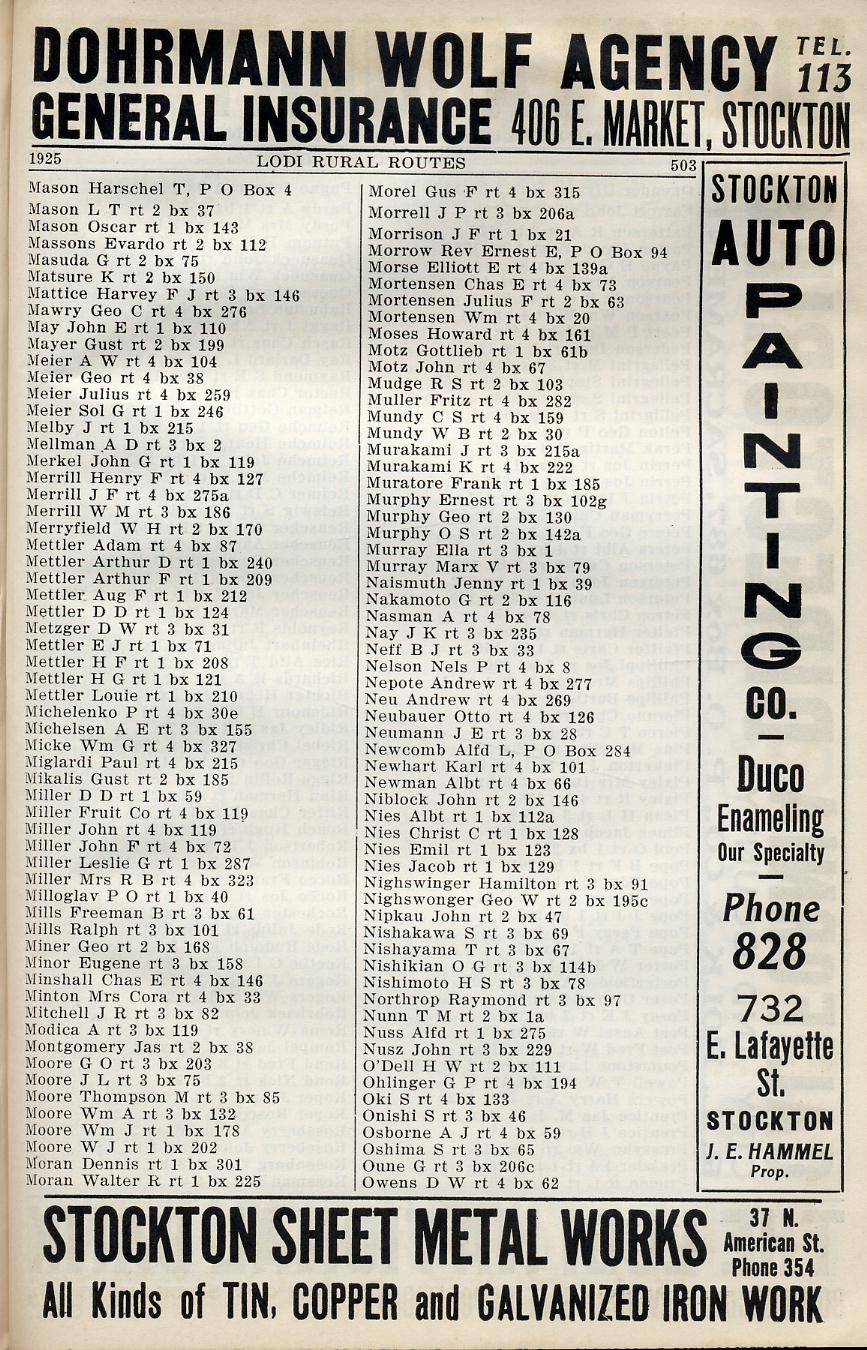 DOHRMANN WOLF AGENCY TEL. 113
GENERAL INSURANCE 406 E. MARKET, STOCKTON
1925 LODI RURAL ROUTES 503
Mason Harschel T, P O Box 4
Mason L T rt 2 bx 37
Mason Oscar rt 1 bx 143
Massons Evardo rt 2 bx 112
Masuda G rt 2 bx 75
Matsure K rt 2 bx 150
Mattice Harvey F J rt 3 bx 146
Mawry Geo C rt 4 bx 276
May John E rt 1 bx 110
Mayer Gust rt 2 bx 199
Meier A W rt 4 bx 104
Meier Geo rt 4 bx 38
Meier Julius rt 4 bx 259
Meier Sol G rt 1 bx 246
Melby J rt 1 bx 215
Mellman A D rt 3 bx 2
Merkel John G rt 1 bx 119
Merrill Henry F rt 4 bx 127
Merrill J F rt 4 bx 275a
Merrill W M rt 3 bx 186
Merryfield W H rt 2 bx 170
Mettler Adam rt 4 bx 87
Mettler Arthur D rt 1 bx 240
Mettler Arthur F rt 1 bx 209
Mettler Aug F rt 1 bx 212
Mettler D D rt 1 bx 124
Metzger D W rt 3 bx 31
Mettler E J rt 1 bx 71
Mettler H F rt 1 bx 208
Mettler H G rt 1 bx 121
Mettler Louie rt 1 bx 210
Michelenko P rt 4 bx 30e
Michelsen A E rt 3 bx 155
Micke Wm G rt 4 bx 327
Miglardi Paul rt 4 bx 215
Mikalis Gust rt 2 bx 185
Miller D D rt 1 bx 59
Miller Fruit Co rt 4 bx 119
Miller John rt 4 bx 119
Miller John F rt 4 bx 72
Miller Leslie G rt 1 bx 287
Miller Mrs R B rt 4 bx 323
Milloglav P O rt 1 bx 40
Mills Freeman B rt 3 bx 61
Mills Ralph rt 3 bx 101
Miner Geo rt 2 bx 168
Minor Eugene rt 3 bx 158
Minshall Chas E rt 4 bx 146
Minton Mrs Cora rt 4 bx 33
Mitchell J R rt 3 bx 82
Modica A rt 3 bx 119
Montgomery Jas rt 2 bx 38
Moore G O rt 3 bx 203
Moore J L rt 3 bx 75
Moore Thompson M rt 3 bx 85
Moore Wm A rt 3 bx 132
Moore Wm J rt 1 bx 178
Moore W J rt 1 bx 202
Moran Dennis rt 1 bx 301
Moran Walter R rt 1 bx 225
Morel Gus F rt 4 bx 315
Morrell J P rt 3 bx 206a
Morrison J F rt 1 bx 21
Morrow Rev Ernest E, P O Box 94
Morse Elliott E rt 4 bx 139a
Mortensen Chas E rt 4 bx 73
Mortensen Julius F rt 2 bx 63
Mortensen Wm rt 4 bx 20
Moses Howard rt 4 bx 161
Motz Gottlieb rt 1 bx 61b
Motz John rt 4 bx 67
Mudge R S rt 2 bx 103
Muller Fritz rt 4 bx 282
Mundy C S rt 4 bx 159
Mundy W B rt 2 bx 30
Murakami J rt 3 bx 215a
Murakami K rt 4 bx 222
Muratore Frank rt 1 bx 185
Murphy Ernest rt 3 bx 102g
Murphy Geo rt 2 bx 130
Murphy O S rt 2 bx 142a
Murray Ella rt 3 bx 1
Murray Marx V rt 3 bx 79
Naismuth Jenny rt 1 bx 39
Nakamoto G rt 2 bx 116
Nasman A rt 4 bx 78
Nay J K rt 3 bx 235
Neff B J rt 3 bx 33
Nelson Nels P rt 4 bx 8
Nepote Andrew rt 4 bx 277
Neu Andrew rt 4 bx 269
Neubauer Otto rt 4 bx 126
Neumann J E rt 3 bx 28
Newcomb Alfd L, P O Box 284
Newhart Karl rt 4 bx 101
Newman Albt rt 4 bx 66
Niblock John rt 2 bx 146
Nies Albt rt 1 bx 112a
Nies Christ C rt 1 bx 128
Nies Emil rt 1 bx 123
Nies Jacob rt 1 bx 129
Nighswinger Hamilton rt 3 bx 91
Nighswonger Geo W rt 2 bx 195c
Nipkau John rt 2 bx 47
Nishakawa S rt 3 bx 69
Nishayama T rt 3 bx 67
Nishikian O G rt 3 bx 114b
Nishimoto H S rt 3 bx 78
Northrop Raymond rt 3 bx 97
Nunn T M rt 2 bx 1a
Nuss Alfd rt 1 bx 275
Nusz John rt 3 bx 229
O'Dell H W rt 2 bx 111
Ohlinger G P rt 4 bx 194
Oki S rt 4 bx 133
Onishi S rt 3 bx 46
Osborne A J rt 4 bx 59
Oshima S rt 3 bx 65
Oune G rt 3 bx 206c
Owens D W rt 4 bx 62
STOCKTON
AUTO
PAINTING
CO.
Duco
Enameling
Our Specialty
Phone
828
732
E. Lafayette
St.
STOCKTON
J. E. HAMMEL
Prop.
STOCKTON SHEET METAL WORKS
37 N.
American St.
Phone 354
All Kinds of TIN, COPPER and GALVANIZED IRON WORK